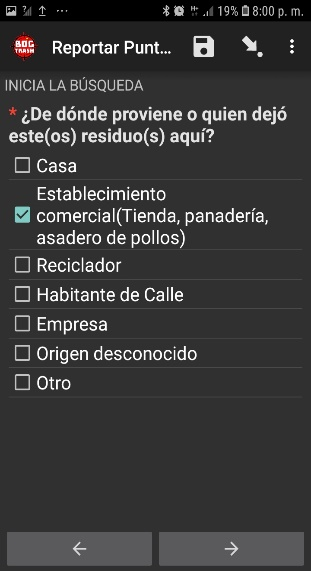 19% 8:00 p. m.
BOG
TRASH
Reportar Punt...
INICIA LA BÚSQUEDA
* ¿De dónde proviene o quien dejó
este(os) residuo(s) aquí?
Casa
Establecimiento
comercial(Tienda, panadería,
asadero de pollos)
Reciclador
Habitante de Calle
Empresa
Origen desconocido
Otro